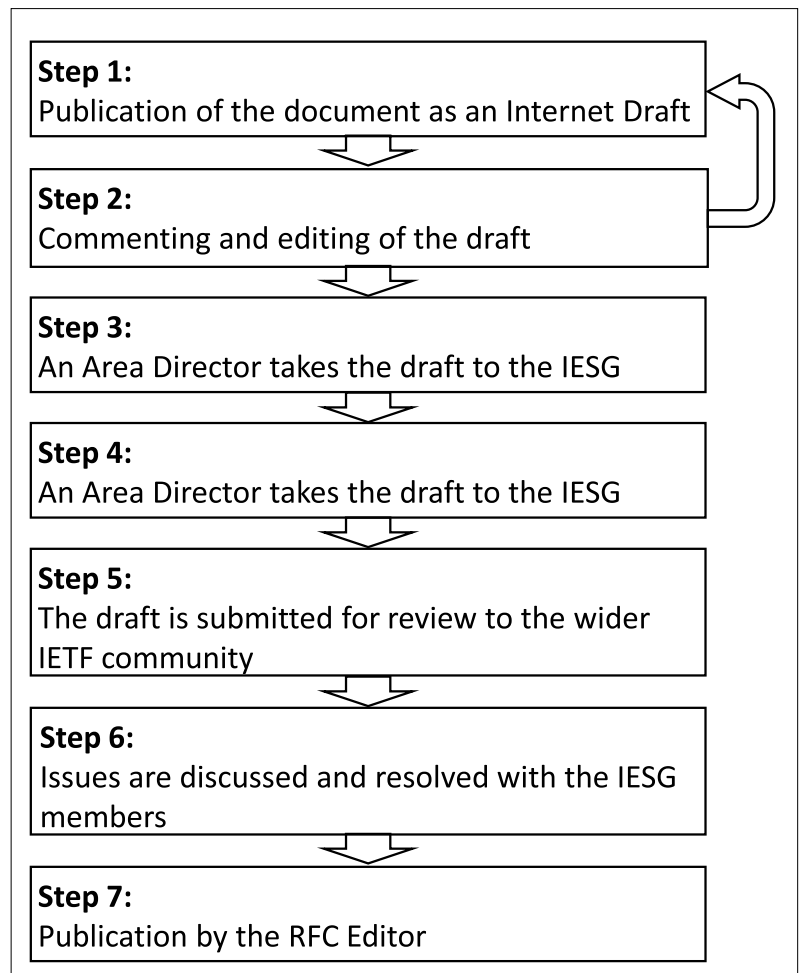 Step 1:
Publication of the document as an Internet Draft
Step 2:
Commenting and editing of the draft
Step 3:
An Area Director takes the draft to the IESG
Step 4:
An Area Director takes the draft to the IESG
Step 5:
The draft is submitted for review to the wider
IETF community
Step 6:
Issues are discussed and resolved with the IESG
members
Step 7:
Publication by the RFC Editor